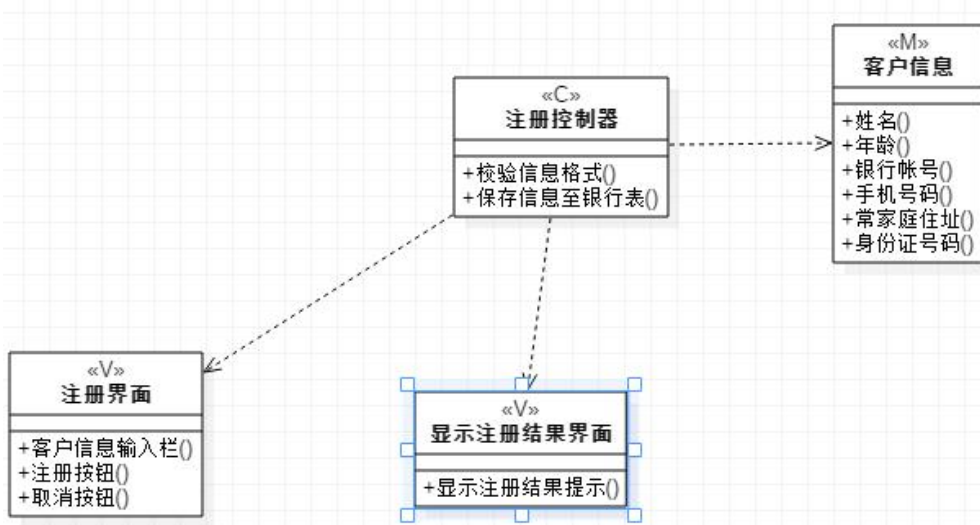 «M»
客户信息
+姓名()
+年龄()
+银行帐号()
+手机号码()
+常家庭住址()
+身份证号码()
«C»
注册控制器
+校验信息格式()
+保存信息至银行表()
«V»
注册界面
+客户信息输入栏()
+注册按钮()
+取消按钮()
«V»
显示注册结果界面
+显示注册结果提示()